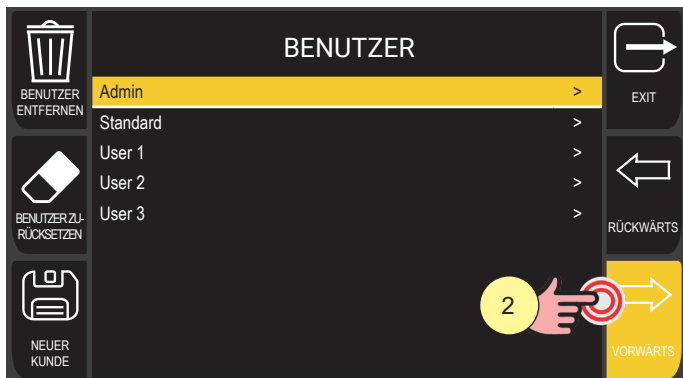 BENUTZER
BENUTZER
ENTFERNEN
EXIT
Admin >
Standard >
User 1 >
User 2 >
User 3 >
BENUTZER ZU-
RÜCKSETZEN
RÜCKWÄRTS
2
NEUER
KUNDE
VORWÄRTS